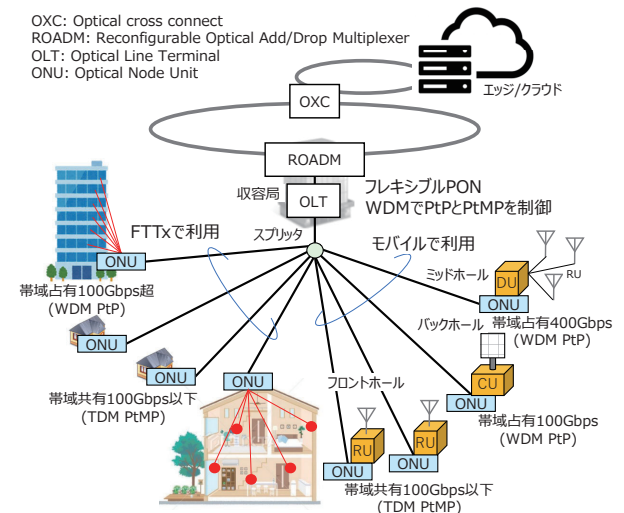 OXC: Optical cross connect
ROADM: Reconfigurable Optical Add/Drop Multiplexer
OLT: Optical Line Terminal
ONU: Optical Node Unit
エッジ/クラウド
OXC
ROADM
収容局
OLT
フレキシブルPON
WDMでPtPとPtMPを制御
FTTxで利用
スプリッタ
モバイルで利用
ONU
帯域占有100Gbps超
(WDM PtP)
ミッドホール
DU
RU
ONU
帯域占有400Gbps
(WDM PtP)
ONU
ONU
帯域共有100Gbps以下
(TDM PtMP)
ONU
フロントホール
バックホール
CU
ONU
帯域占有100Gbps
(WDM PtP)
RU
ONU
RU
ONU
帯域共有100Gbps以下
(TDM PtMP)